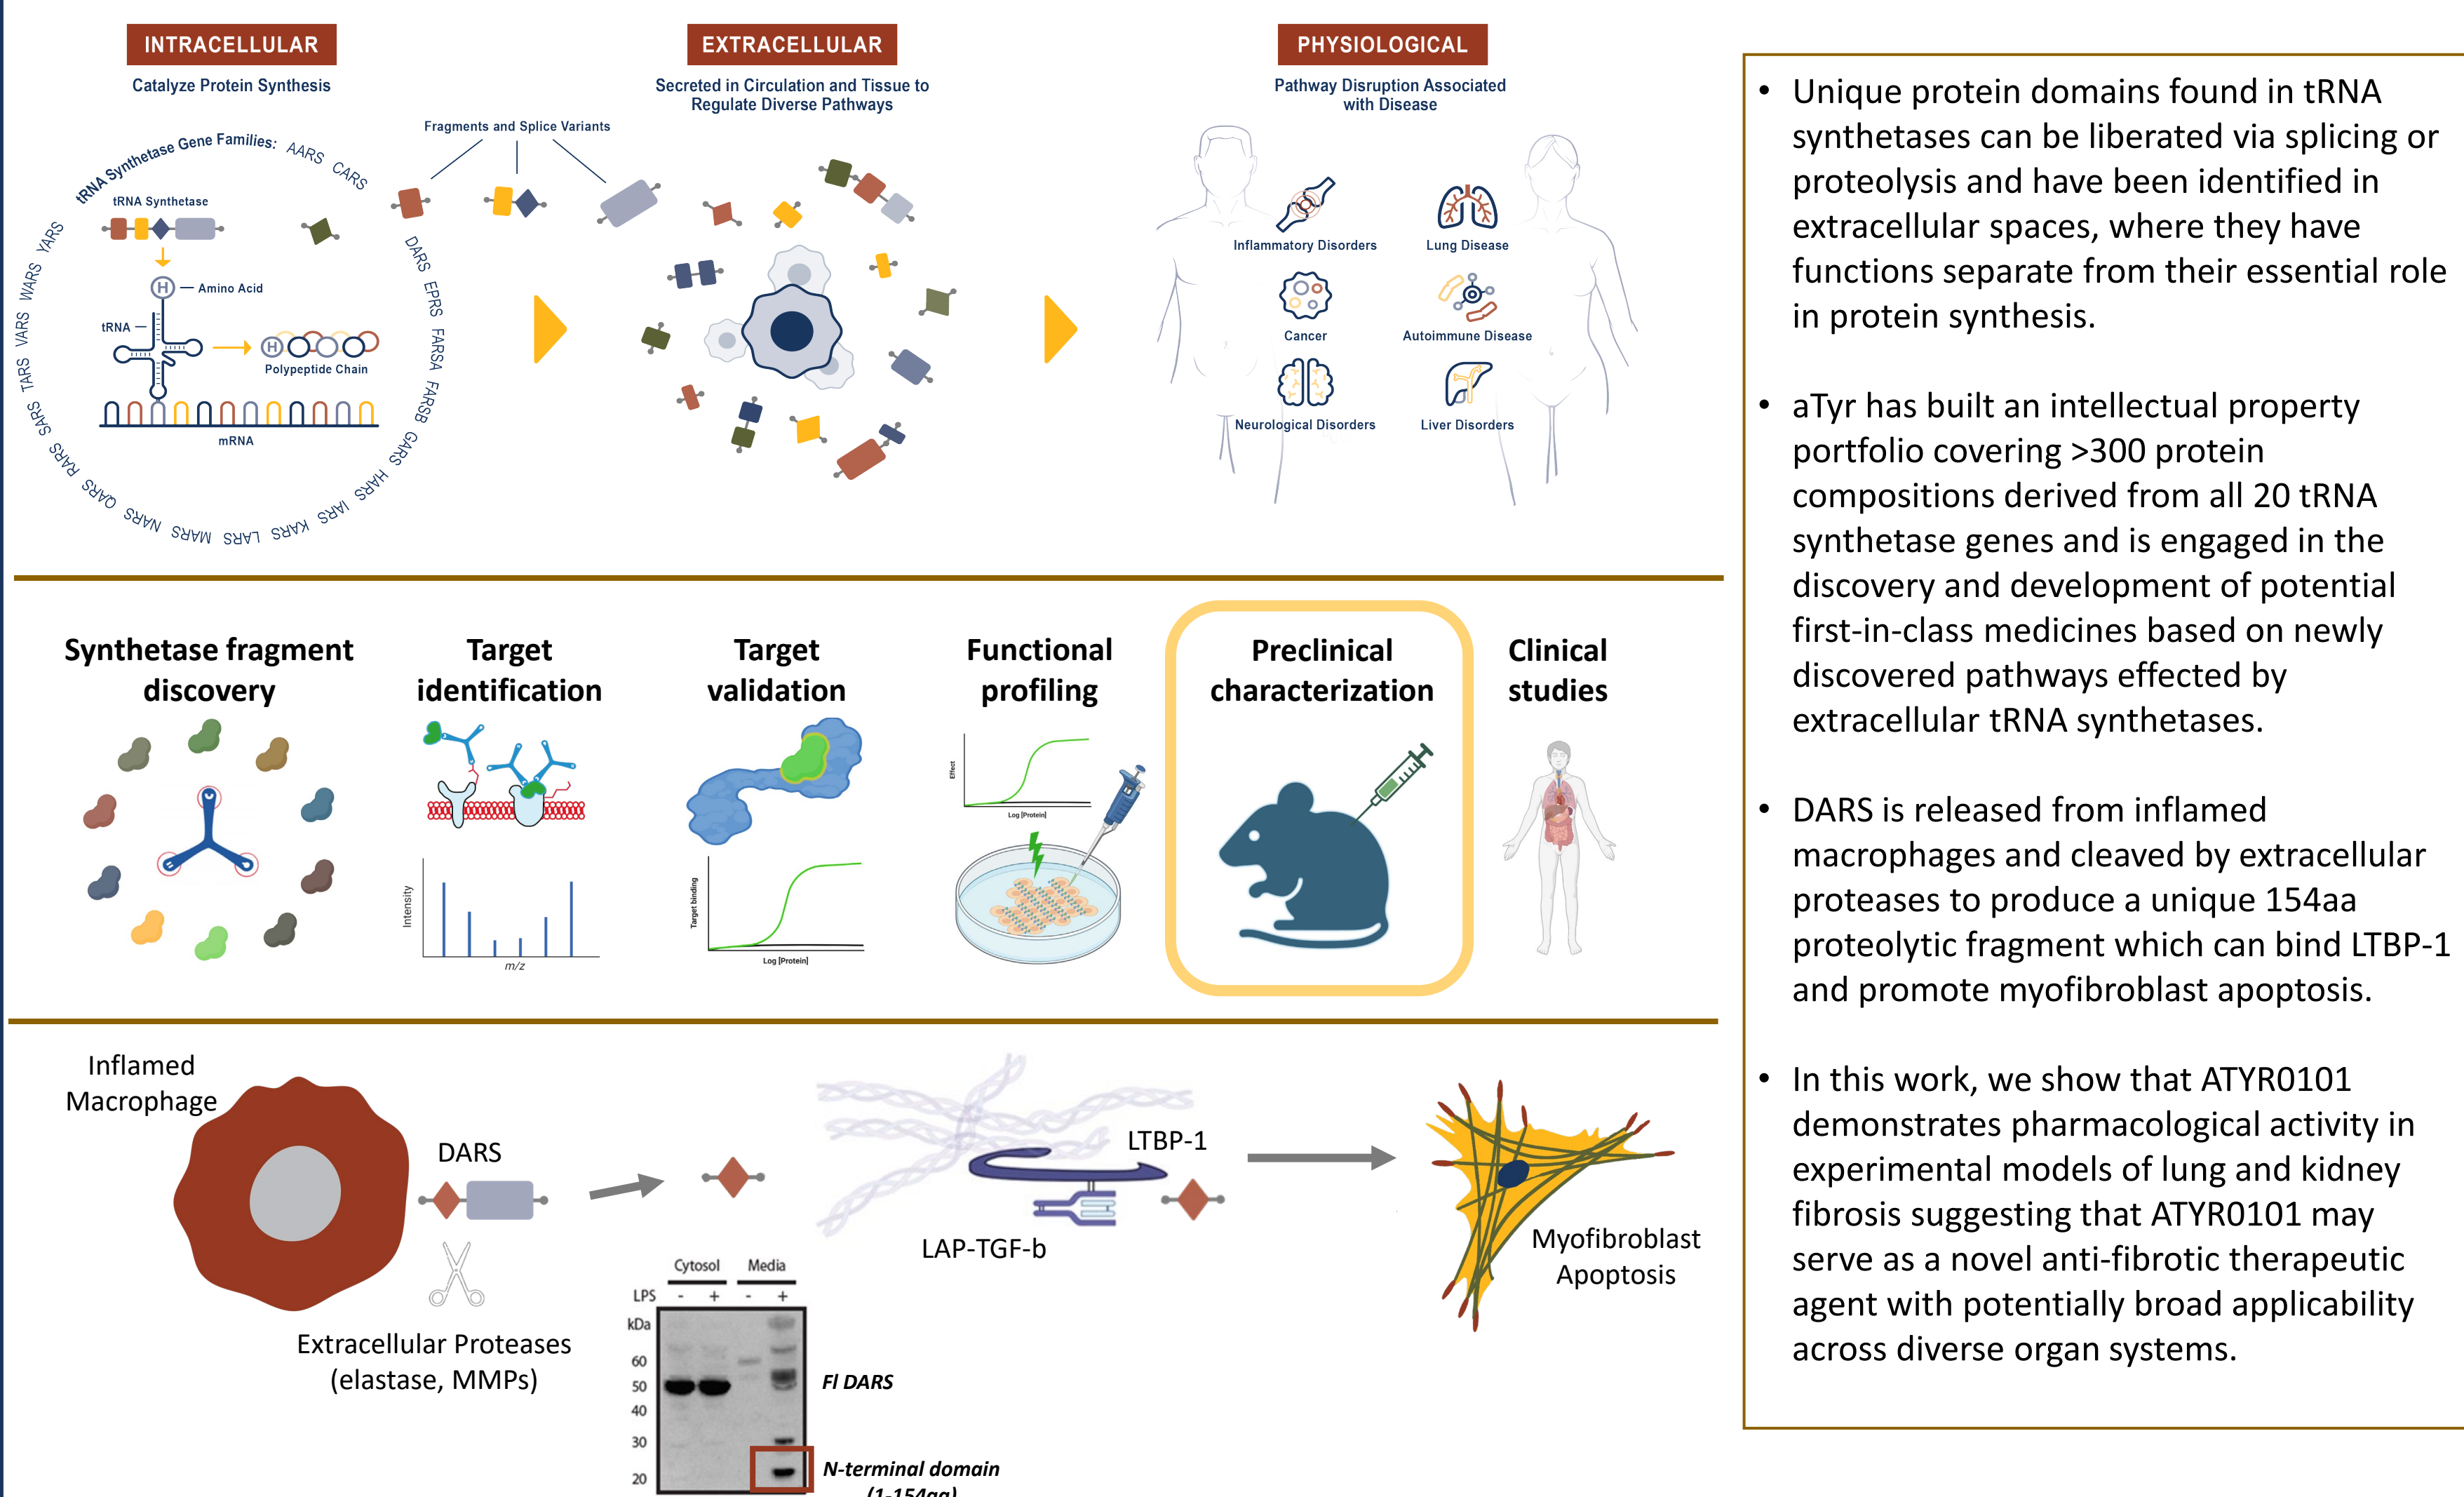 INTRACELLULAR
Catalyze Protein Synthesis
tRNA Synthetase Gene Families: AARS CARS DARS EPRS FARSA FARSB GARS HARS IARS KARS LARS MARS NARS QARS RARS SARS TARS VARS WARS YARS
tRNA Synthetase
H
Amino Acid
tRNA
H
Polypeptide Chain
mRNA
Fragments and Splice Variants
EXTRACELLULAR
Secreted in Circulation and Tissue to
Regulate Diverse Pathways
PHYSIOLOGICAL
Pathway Disruption Associated
with Disease
Inflammatory Disorders
Lung Disease
Cancer
Autoimmune Disease
Neurological Disorders
Liver Disorders
Synthetase fragment
discovery
Target
identification
Intensity
m/z
Target
validation
Target binding
Log [Protein]
Functional
profiling
Effect
Log [Protein]
Preclinical
characterization
Clinical
studies
Inflamed
Macrophage
DARS
Extracellular Proteases
(elastase, MMPs)
LTBP-1
LAP-TGF-b
Myofibroblast
Apoptosis
Cytosol Media
LPS - + - +
kDa
60
50
40
30
20
Fl DARS
N-terminal domain
(1-154aa)
• Unique protein domains found in tRNA
synthetases can be liberated via splicing or
proteolysis and have been identified in
extracellular spaces, where they have
functions separate from their essential role
in protein synthesis.
• aTyr has built an intellectual property
portfolio covering >300 protein
compositions derived from all 20 tRNA
synthetase genes and is engaged in the
discovery and development of potential
first-in-class medicines based on newly
discovered pathways effected by
extracellular tRNA synthetases.
• DARS is released from inflamed
macrophages and cleaved by extracellular
proteases to produce a unique 154aa
proteolytic fragment which can bind LTBP-1
and promote myofibroblast apoptosis.
• In this work, we show that ATYR0101
demonstrates pharmacological activity in
experimental models of lung and kidney
fibrosis suggesting that ATYR0101 may
serve as a novel anti-fibrotic therapeutic
agent with potentially broad applicability
across diverse organ systems.